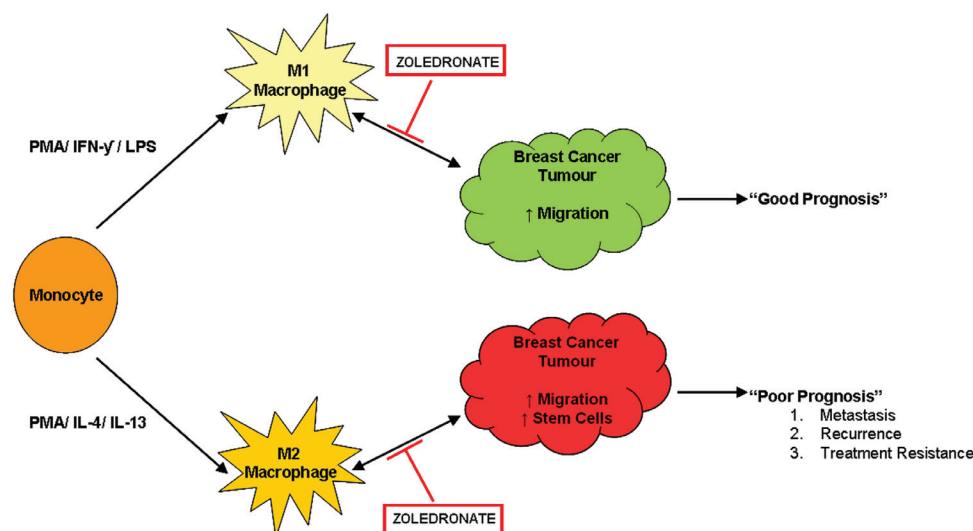 M1
Macrophage
ZOLEDRONATE
PMA/ IFN-γ/ LPS
Breast Cancer
Tumour
↑ Migration
“Good Prognosis”
Monocyte
Breast Cancer
Tumour
↑ Migration
↑ Stem Cells
“Poor Prognosis”
1. Metastasis
2. Recurrence
3. Treatment Resistance
PMA/ IL-4/ IL-13
M2
Macrophage
ZOLEDRONATE